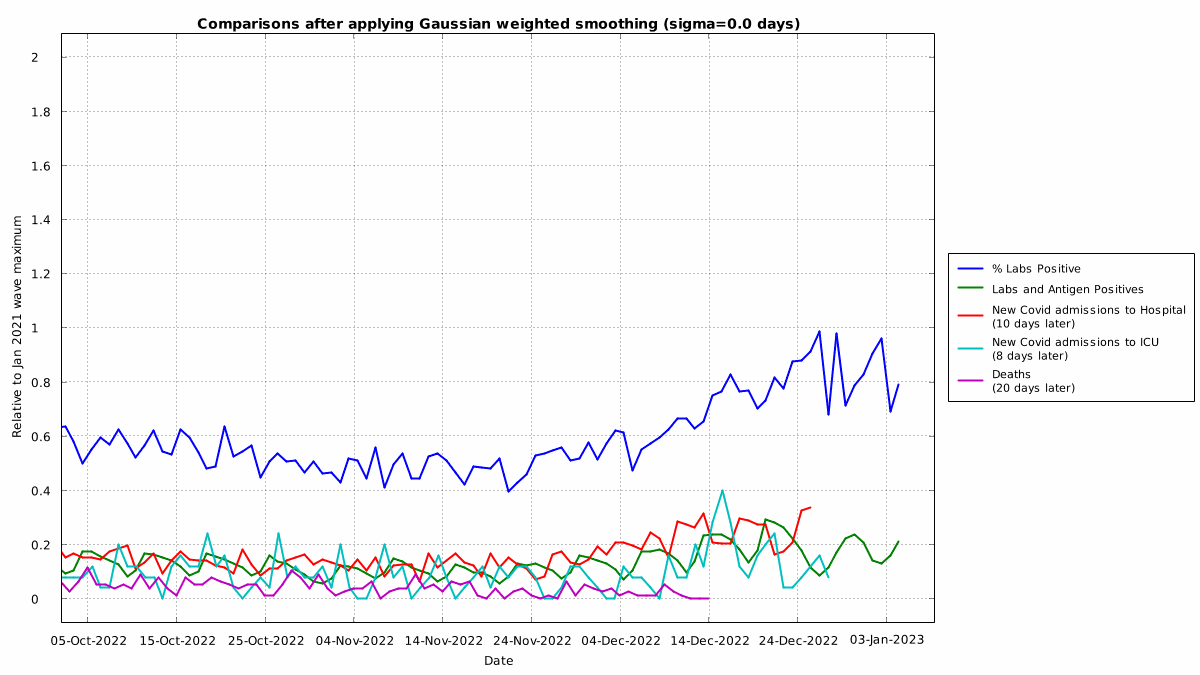 Comparisons after applying Gaussian weighted smoothing (sigma=0.0 days)
Relative to Jan 2021 wave maximum
2
1.8
1.6
1.4
1.2
1
0.8
0.6
0.4
0.2
0
05-Oct-2022 15-Oct-2022 25-Oct-2022 04-Nov-2022 14-Nov-2022 24-Nov-2022 04-Dec-2022 14-Dec-2022 24-Dec-2022 03-Jan-2023
Date
% Labs Positive
Labs and Antigen Positives
New Covid admissions to Hospital
(10 days later)
New Covid admissions to ICU
(8 days later)
Deaths
(20 days later)